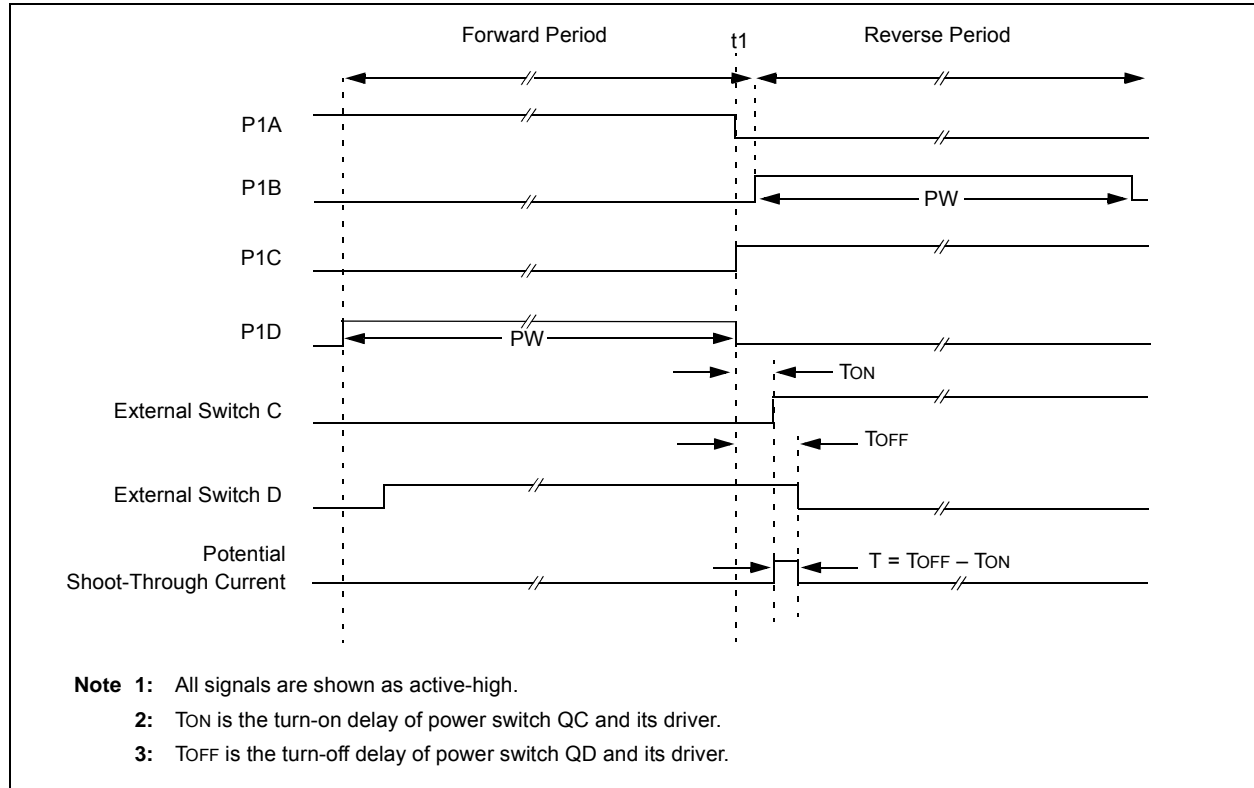 Forward Period
t1
Reverse Period
P1A
P1B
PW
P1C
P1D
PW
TON
External Switch C
TOFF
External Switch D
Potential
Shoot-Through Current
T = TOFF – TON
Note 1: All signals are shown as active-high.
2: TON is the turn-on delay of power switch QC and its driver.
3: TOFF is the turn-off delay of power switch QD and its driver.